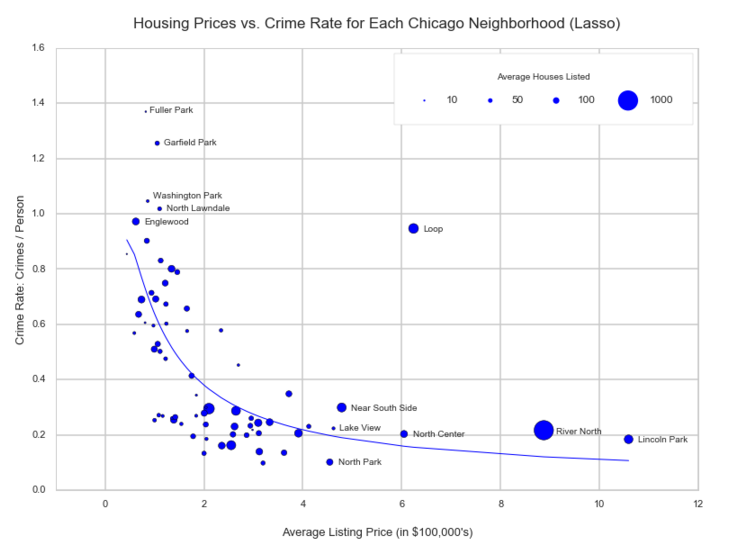 Housing Prices vs. Crime Rate for Each Chicago Neighborhood (Lasso)
1.6
Average Houses Listed
10 50 100 1000
1.4
Fuller Park
Garfield Park
1.2
Washington Park
North Lawndale
1.0
Englewood
Loop
Crime Rate: Crimes / Person
0.8
0.6
0.4
Near South Side
Lake View
River North
North Center
Lincoln Park
0.2
North Park
0.0
0 2 4 6 8 10 12
Average Listing Price (in $100,000's)